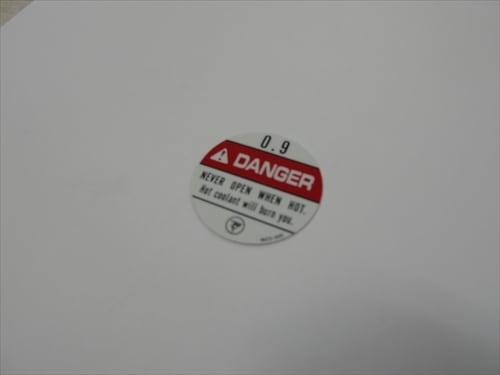 0.9
DANGER
NEVER OPEN WHEN HOT.
Hot coolant will burn you.